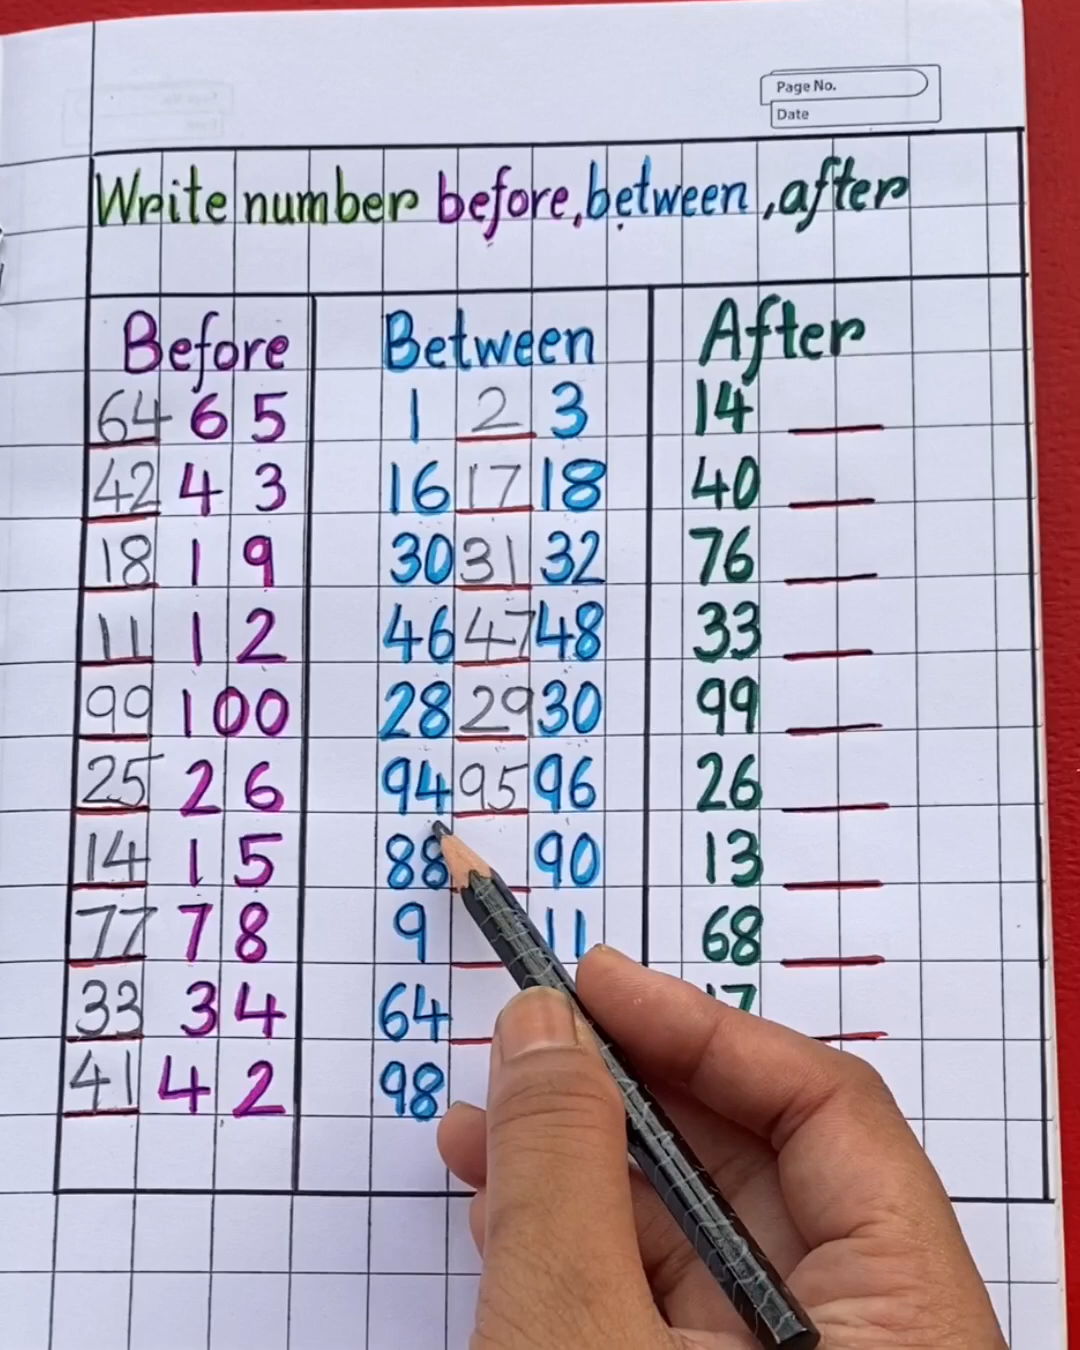 Page No.
Date
Write number before, between, after
Before Between After
64 65 1 2 3 14
42 43 16 17 18 40
18 19 30 31 32 76
11 12 46 47 48 33
99 100 28 29 30 99
25 26 94 95 96 26
14 15 88 90 13
77 78 9 11 68
33 34 64 17
41 42 98